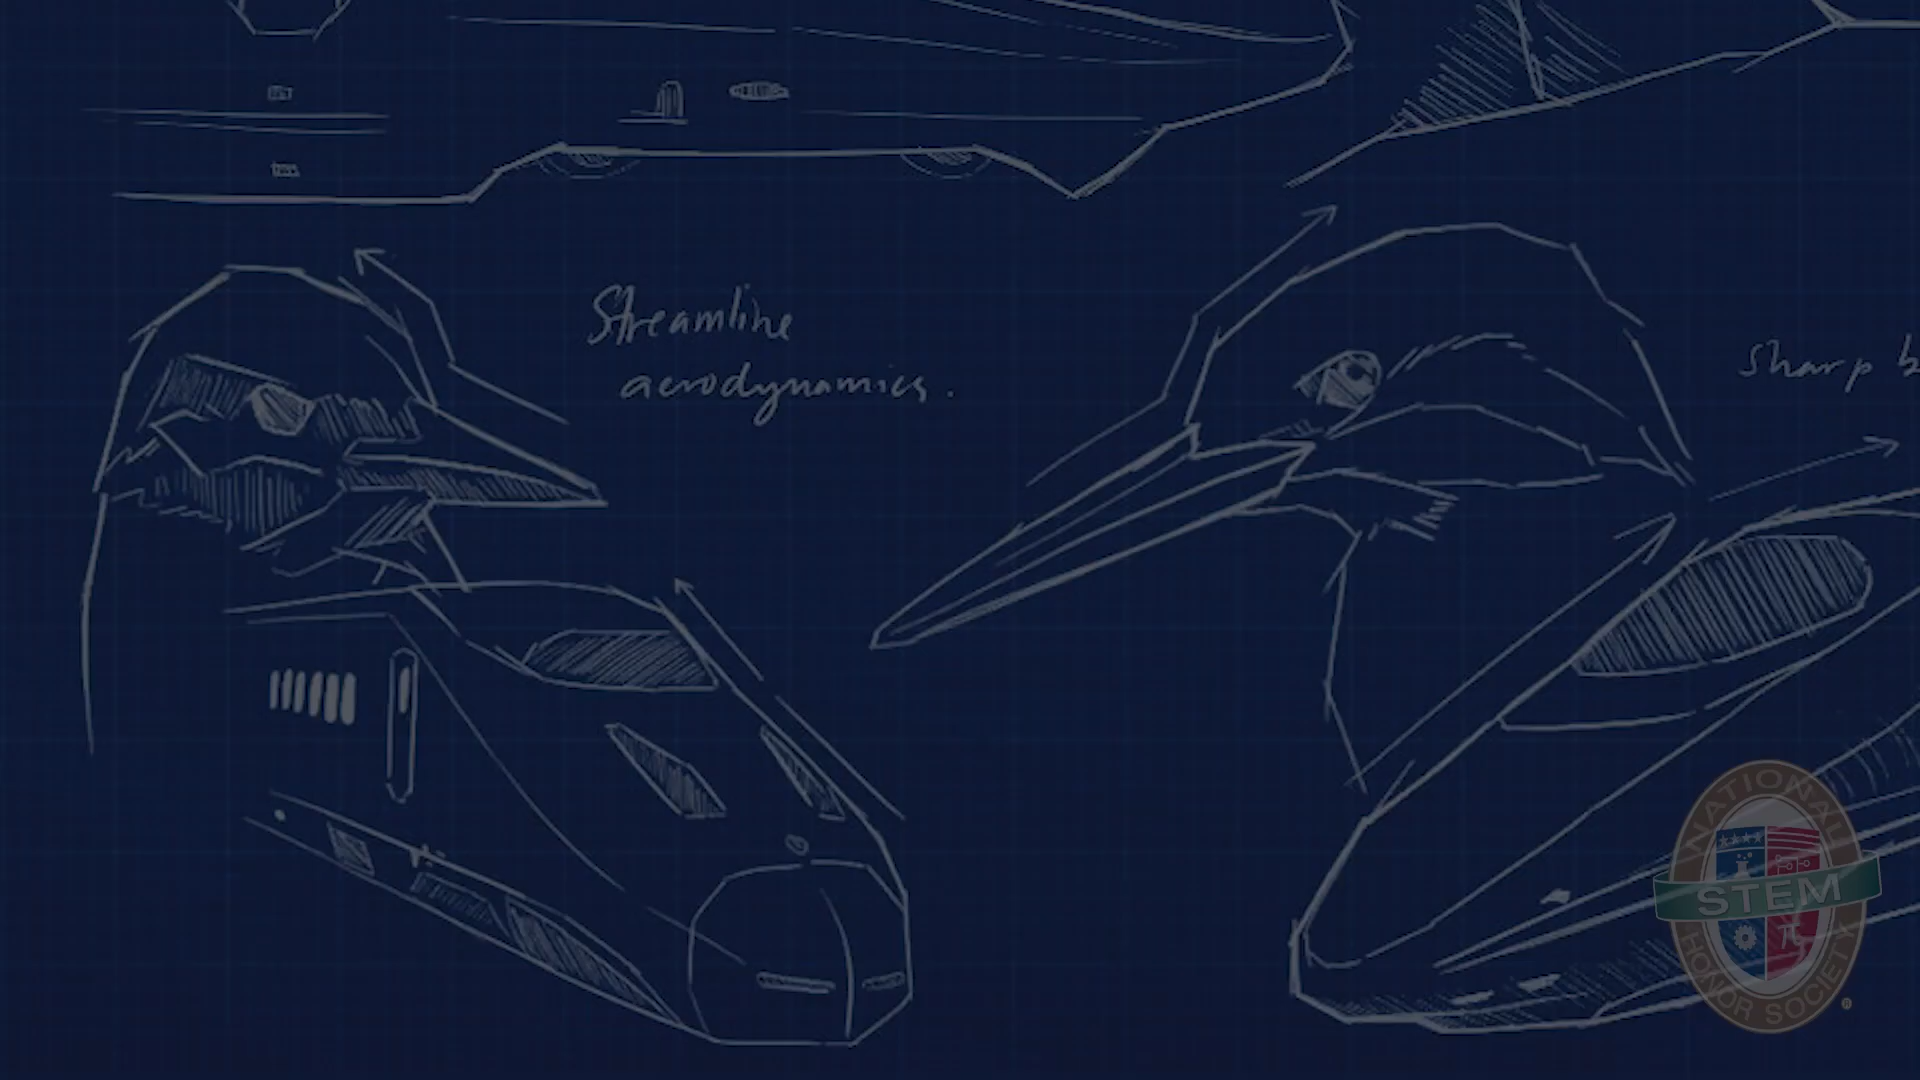 Streamline
aerodynamics.
Sharp b
NATIONAL
STEM
HONOR SOCIETY
®